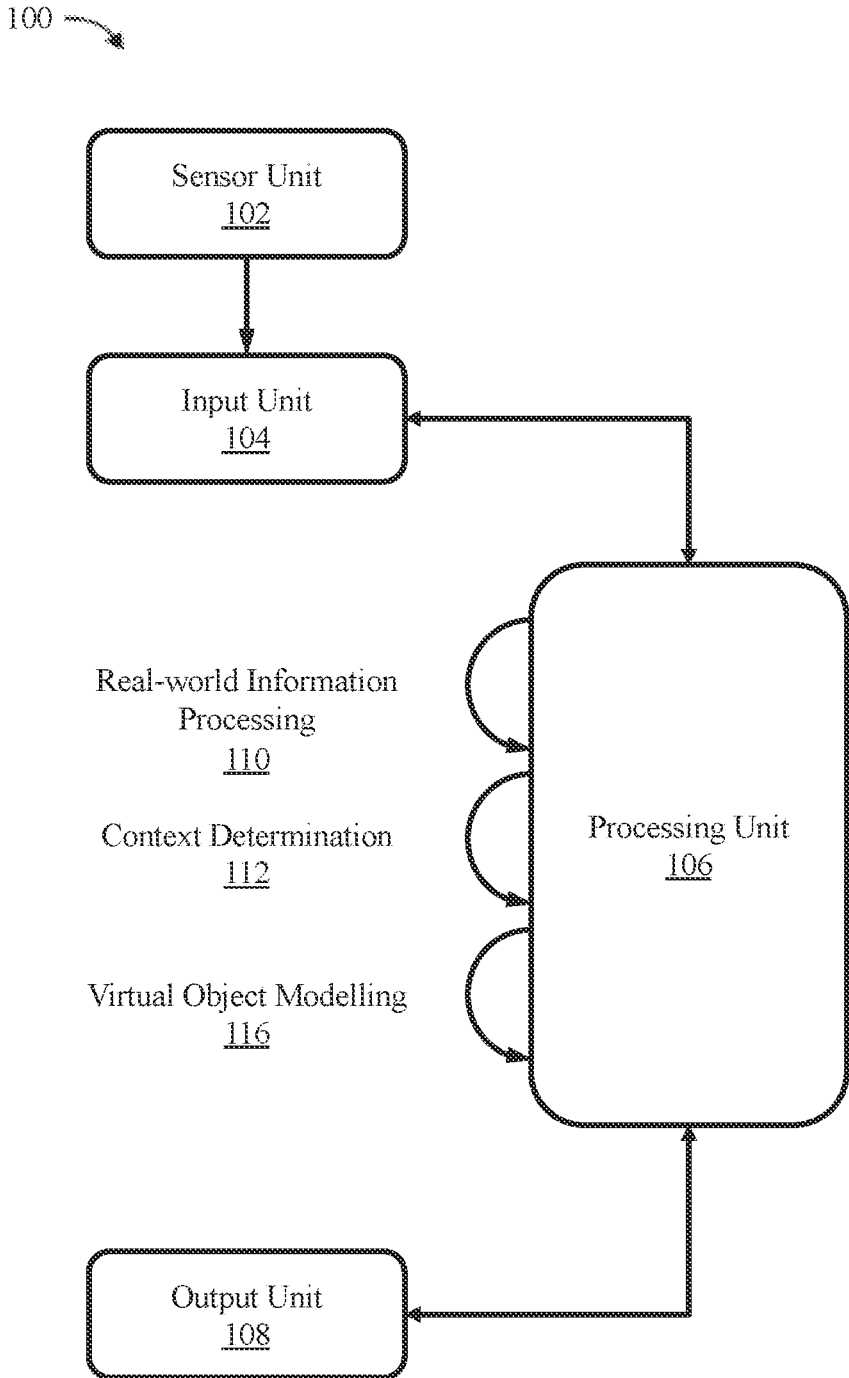 100
Sensor Unit
102
Input Unit
104
Real-world Information
Processing
110
Context Determination
112
Processing Unit
106
Virtual Object Modelling
116
Output Unit
108